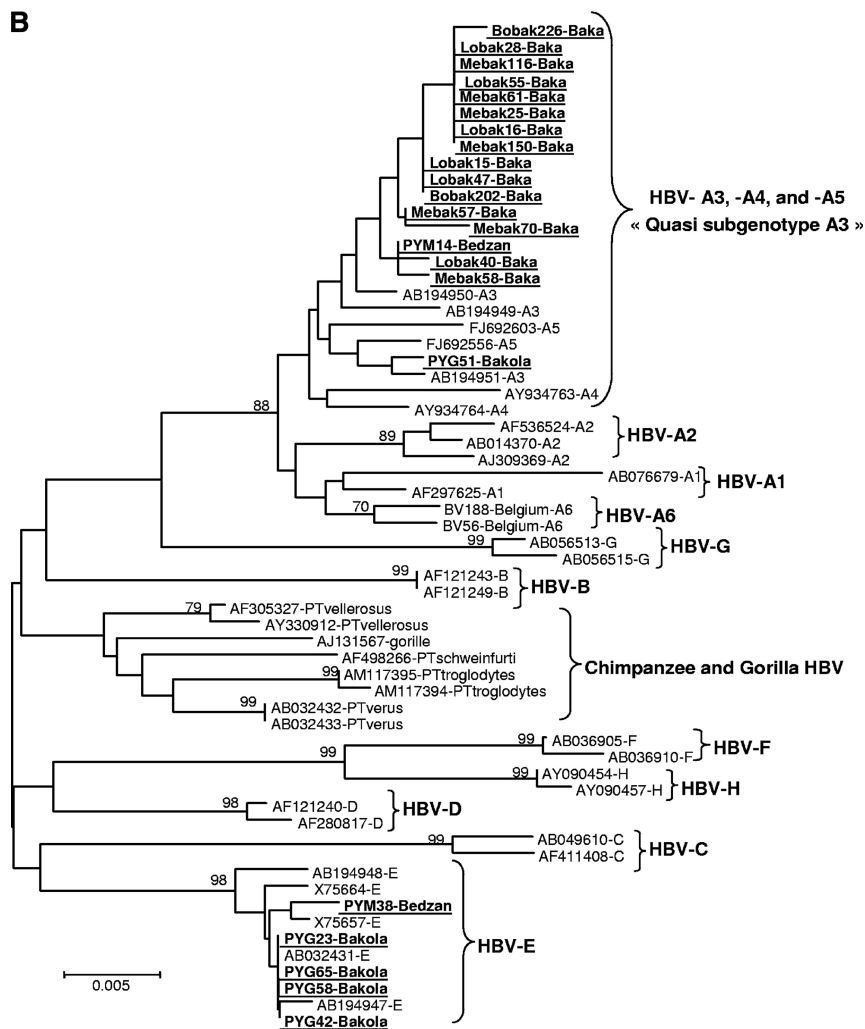 B
Bobak226-Baka
Lobak28-Baka
Mebak116-Baka
Lobak55-Baka
Mebak61-Baka
Mebak25-Baka
Lobak16-Baka
Mebak150-Baka
Lobak15-Baka
Lobak47-Baka
Bobak202-Baka
Mebak57-Baka
Mebak70-Baka
PYM14-Bedzan
Lobak40-Baka
Mebak58-Baka
AB194950-A3
AB194949-A3
FJ692603-A5
FJ692556-A5
PYG51-Bakola
AB194951-A3
AY934763-A4
AY934764-A4
HBV- A3, -A4, and -A5
« Quasi subgenotype A3 »
88
AF536524-A2
89
AB014370-A2
AJ309369-A2
HBV-A2
AB076679-A1
AF297625-A1
HBV-A1
70
BV188-Belgium-A6
BV56-Belgium-A6
HBV-A6
99
AB056513-G
AB056515-G
HBV-G
99
AF121243-B
AF121249-B
HBV-B
79
AF305327-PTvellerosus
AY330912-PTvellerosus
AJ131567-gorille
AF498266-PTschweinfurti
99
AM117395-PTtroglodytes
AM117394-PTtroglodytes
99
AB032432-PTverus
AB032433-PTverus
Chimpanzee and Gorilla HBV
99
99
AB036905-F
AB036910-F
HBV-F
99
AY090454-H
AY090457-H
HBV-H
98
AF121240-D
AF280817-D
HBV-D
99
AB049610-C
AF411408-C
HBV-C
98
AB194948-E
X75664-E
PYM38-Bedzan
X75657-E
PYG23-Bakola
AB032431-E
PYG65-Bakola
PYG58-Bakola
AB194947-E
PYG42-Bakola
HBV-E
0.005